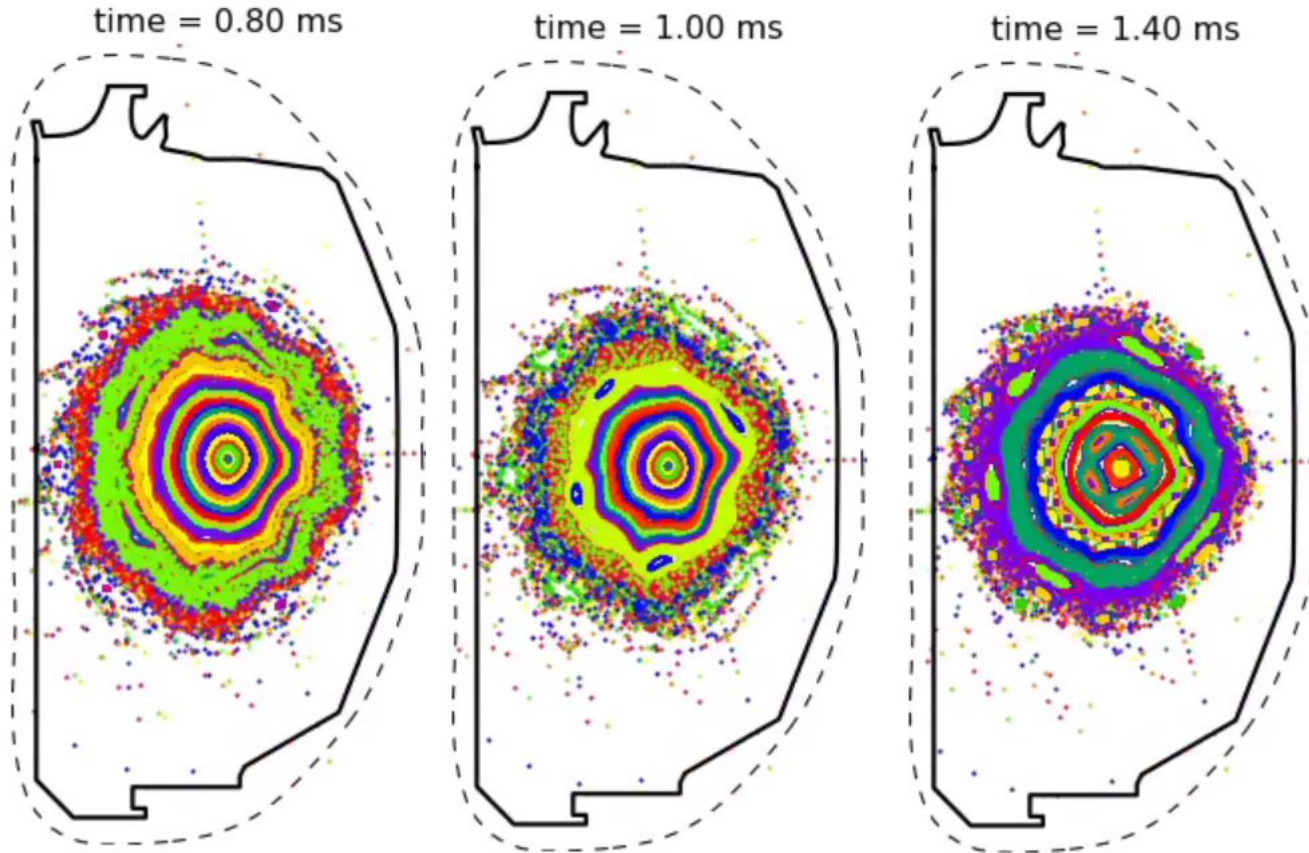 time = 0.80 ms
time = 1.00 ms
time = 1.40 ms